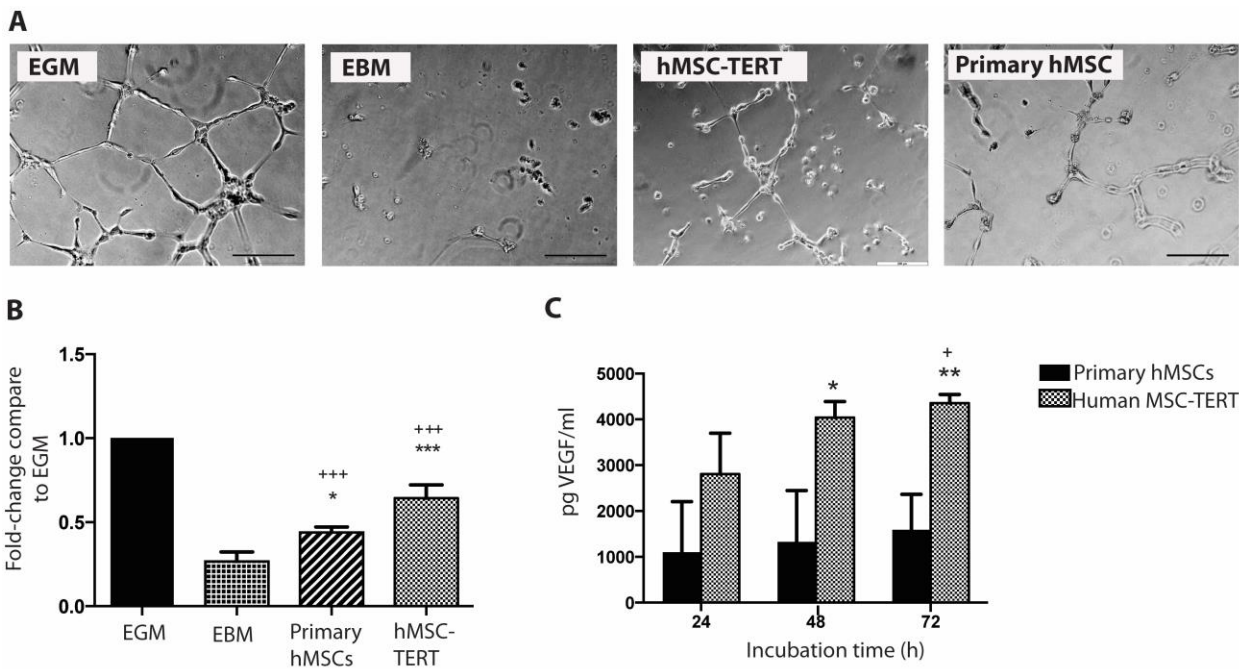 A
EGM
EBM
hMSC-TERT
Primary hMSC
B
Fold-change compare
to EGM
1.5
1.0
0.5
0.0
+++
*
+++
***
EGM
EBM
Primary
hMSCs
hMSC-
TERT
C
pg VEGF/ml
5000
4000
3000
2000
1000
0
*
+
**
24
48
72
Incubation time (h)
Primary hMSCs
Human MSC-TERT